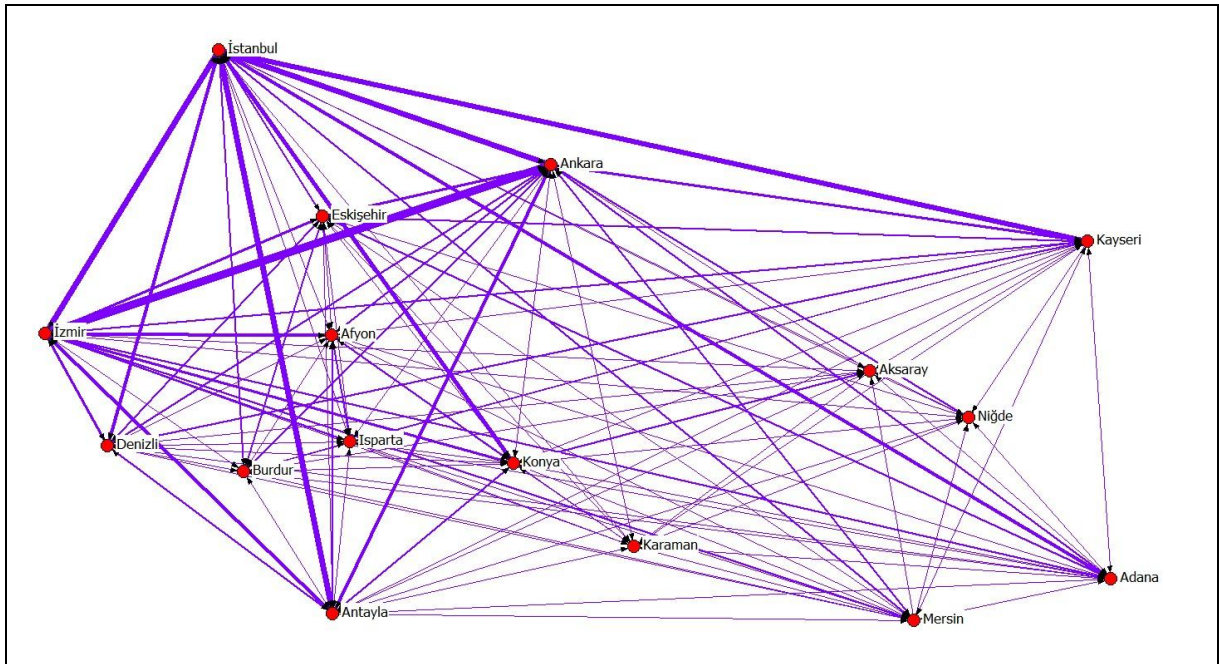 İstanbul
Ankara
Eskişehir
Kayseri
İzmir
Afyon
Aksaray
Niğde
Isparta
Denizli
Konya
Burdur
Karaman
Adana
Antayla
Mersin